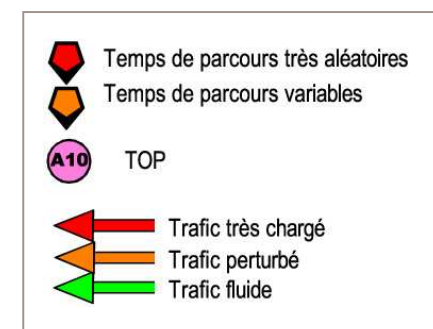 Temps de parcours très aléatoires
Temps de parcours variables
A10 TOP
Trafic très chargé
Trafic perturbé
Trafic fluide